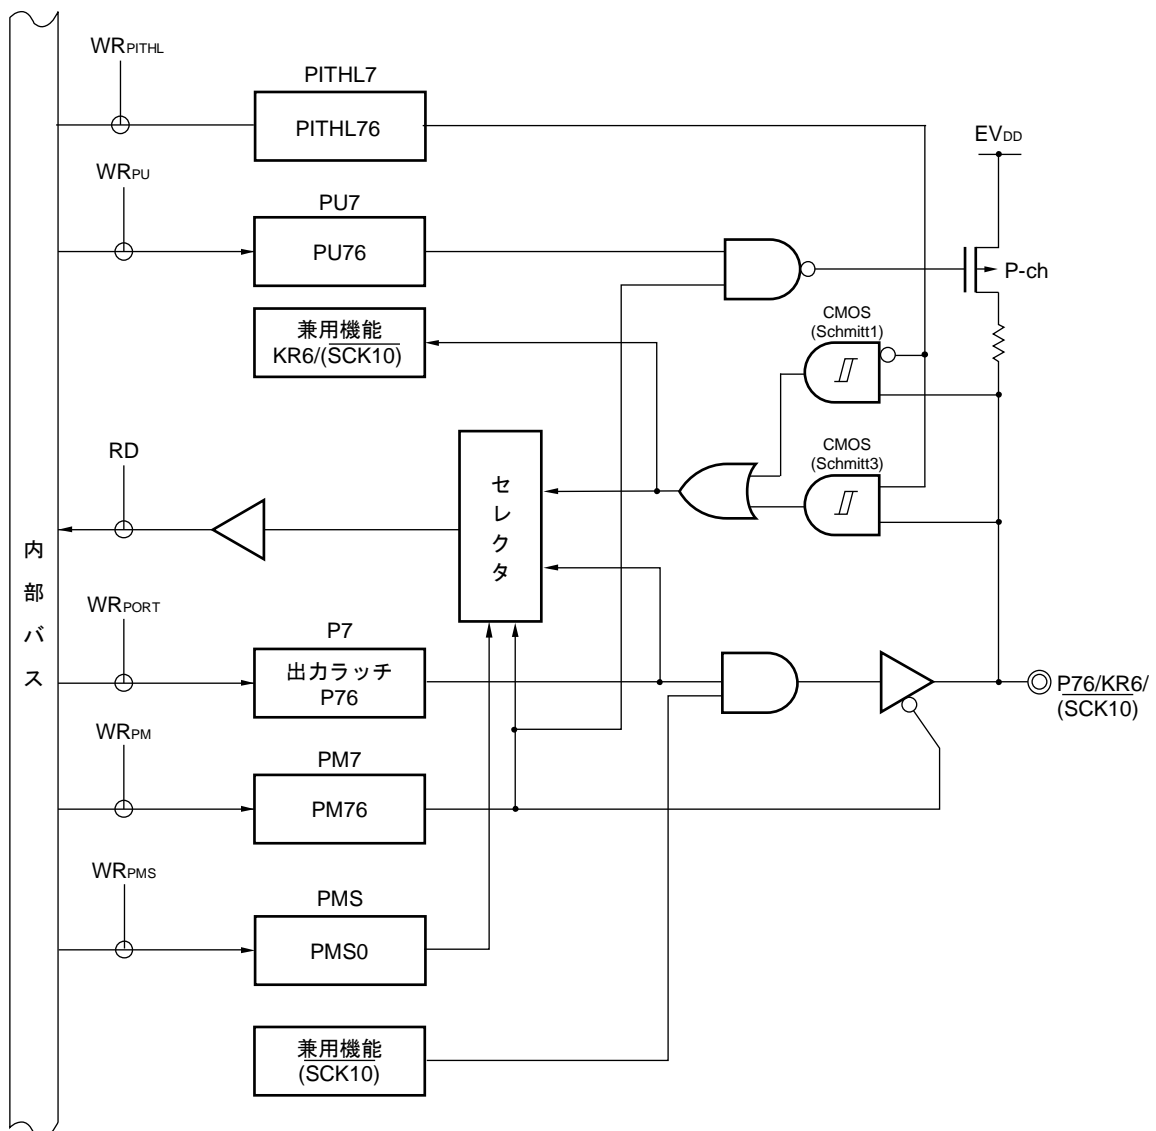 WRPITHL
PITHL7
PITHL76
EVDD
WRPU
PU7
PU76
P-ch
兼用機能
KR6/(SCK10)
CMOS
(Schmitt1)
CMOS
(Schmitt3)
RD
セレクタ
内部バス
WRPORT
P7
出力ラッチ
P76
P76/KR6/
(SCK10)
WRPM
PM7
PM76
WRPMS
PMS
PMS0
兼用機能
(SCK10)